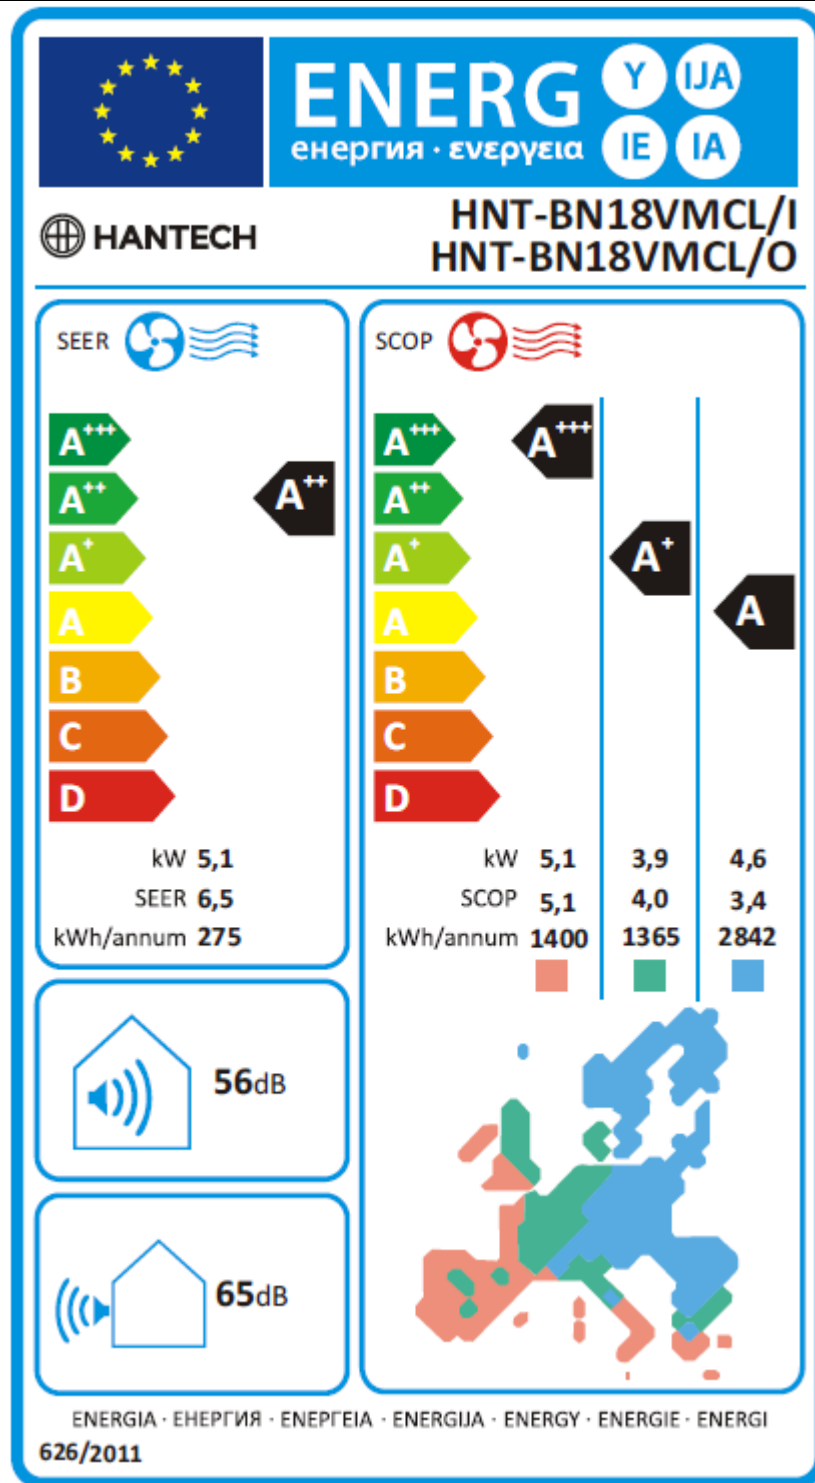 ENERG Y IJA
енергия · ενεργεια IE IA
HANTECH
HNT-BN18VMCL/I
HNT-BN18VMCL/O
SEER
A+++
A++
A+
A
B
C
D
A++
kW 5,1
SEER 6,5
kWh/annum 275
SCOP
A+++
A++
A+
A
B
C
D
A+++
A+
A
kW 5,1 3,9 4,6
SCOP 5,1 4,0 3,4
kWh/annum 1400 1365 2842
56dB
65dB
ENERGIA · ЕНЕРГИЯ · ΕΝΕΡΓΕΙΑ · ENERGIJA · ENERGY · ENERGIE · ENERGI
626/2011